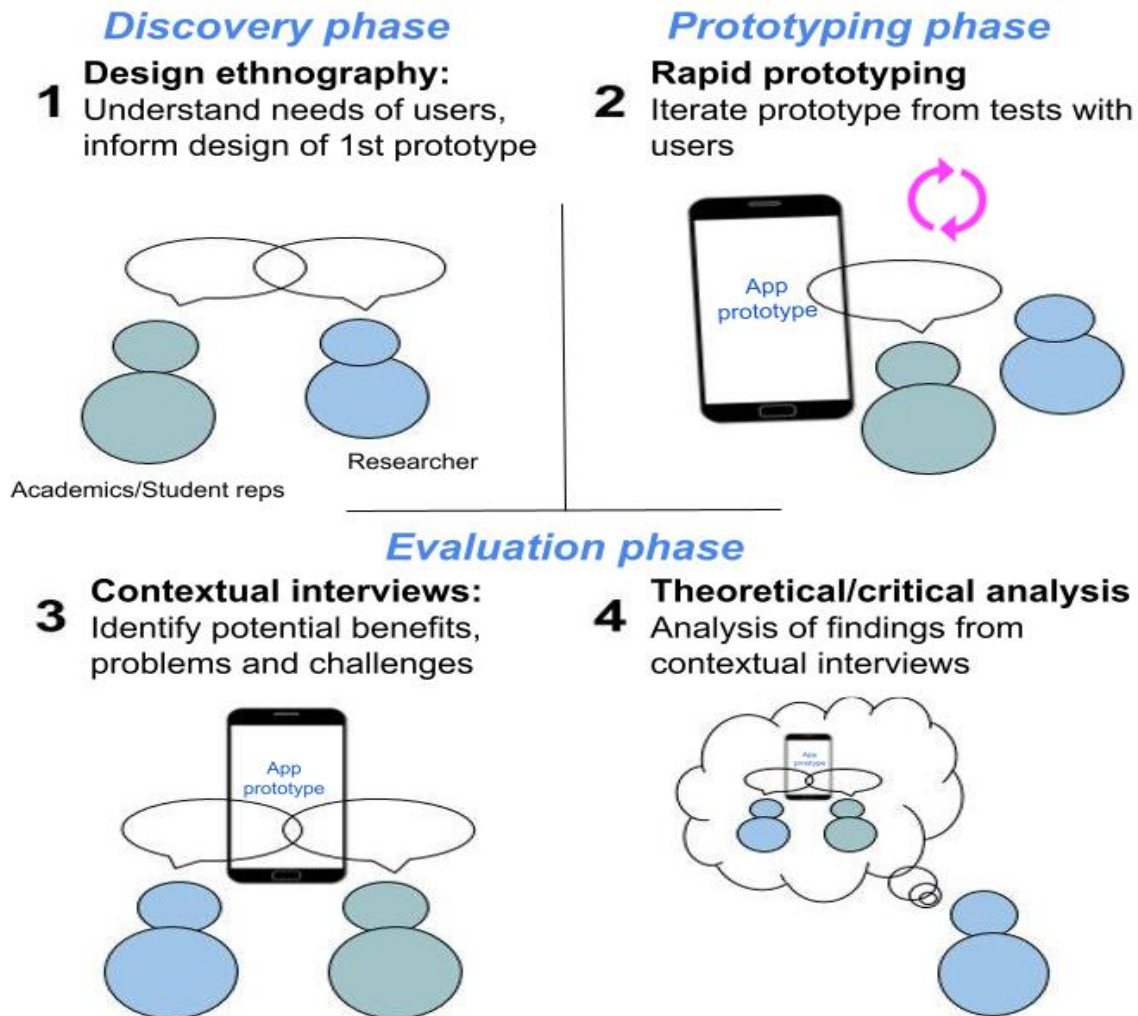 Discovery phase
1
Design ethnography:
Understand needs of users,
inform design of 1st prototype
Academics/Student reps
Researcher
Prototyping phase
2
Rapid prototyping
Iterate prototype from tests with
users
App
prototype
Evaluation phase
3
Contextual interviews:
Identify potential benefits,
problems and challenges
App
prototype
4
Theoretical/critical analysis
Analysis of findings from
contextual interviews
App
prototype